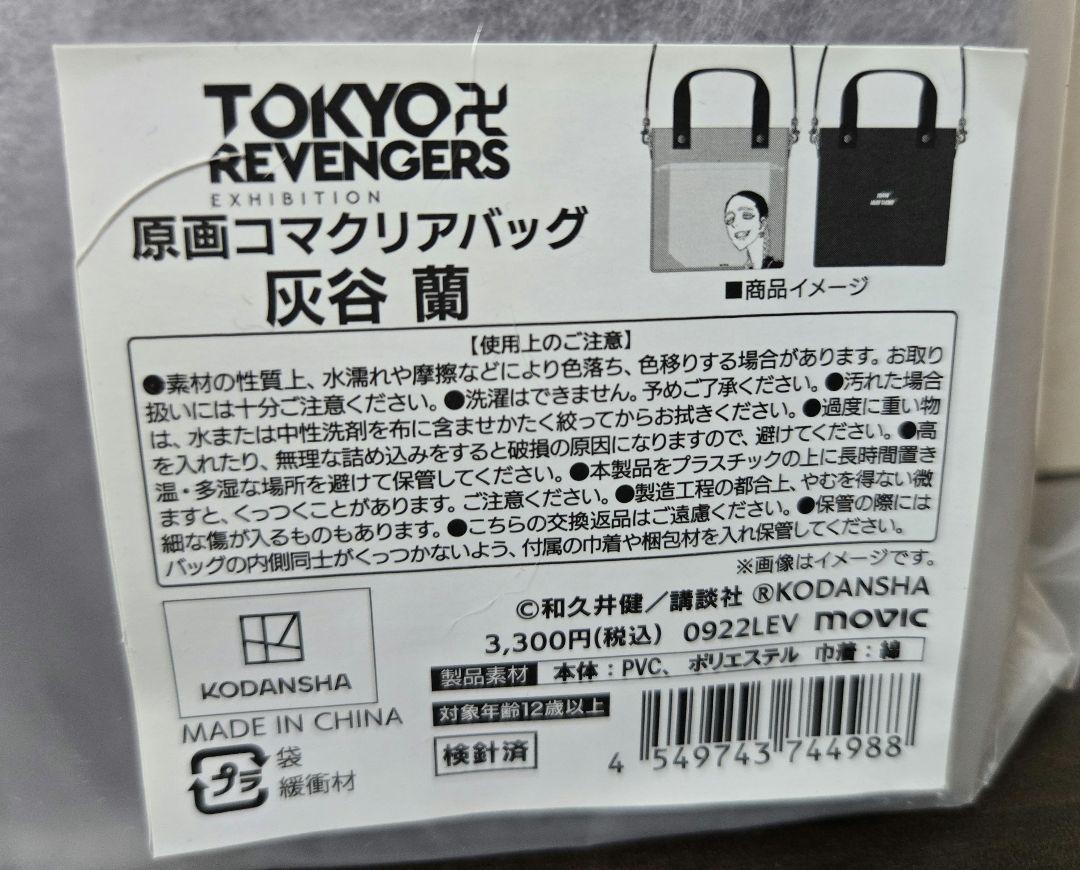 TOKYO卍
REVENGERS
EXHIBITION
原画コマクリアバッグ
灰谷 蘭
■商品イメージ
【使用上のご注意】
●素材の性質上、水濡れや摩擦などにより色落ち、色移りする場合があります。お取り
扱いには十分ご注意ください。●洗濯はできません。予めご了承ください。●汚れた場合
は、水または中性洗剤を布に含ませかたく絞ってからお拭きください。●過度に重い物
を入れたり、無理な詰め込みをすると破損の原因になりますので、避けてください。●高
温・多湿な場所を避けて保管してください。●本製品をプラスチックの上に長時間置き
ますと、くっつくことがあります。ご注意ください。●製造工程の都合上、やむを得ない微
細な傷が入るものもあります。●こちらの交換返品はご遠慮ください。●保管の際には
バッグの内側同士がくっつかないよう、付属の巾着や梱包材を入れ保管してください。
※画像はイメージです。
©和久井健／講談社 ®KODANSHA
3,300円(税込) 0922LEV movic
製品素材 本体：PVC、ポリエステル 巾着：綿
対象年齢12歳以上
検針済
KODANSHA
MADE IN CHINA
プラ
袋
緩衝材
4 549743 744988